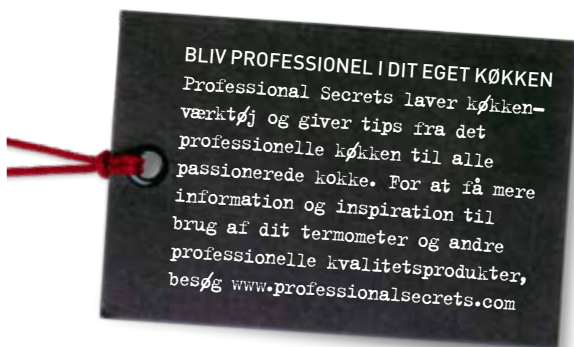 BLIV PROFESSIONEL I DIT EGET KØKKEN
Professional Secrets laver køkken-
værktøj og giver tips fra det
professionelle køkken til alle
passionerede kokke. For at få mere
information og inspiration til
brug af dit termometer og andre
professionelle kvalitetsprodukter,
besøg www.professionalsecrets.com